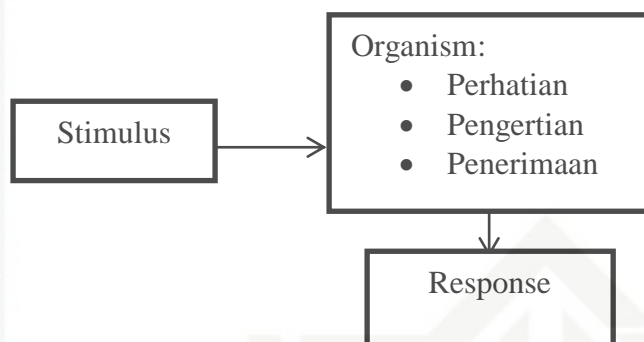 Organism:
• Perhatian
Stimulus
• Pengertian
• Penerimaan
Response